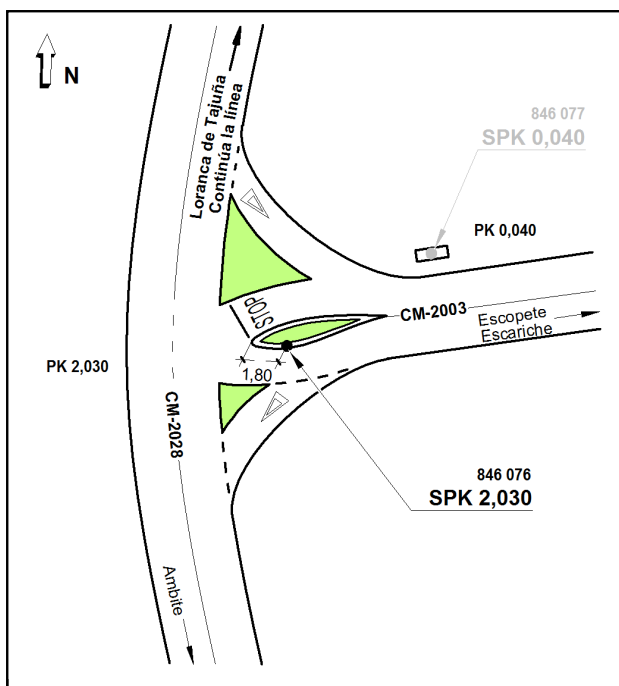 N
Loranca de Tajuña
Continúa la línea
846 077
SPK 0,040
PK 0,040
STOP
CM-2003
Escopete
Escariche
PK 2,030
1,80
CM-2028
846 076
SPK 2,030
Ambite